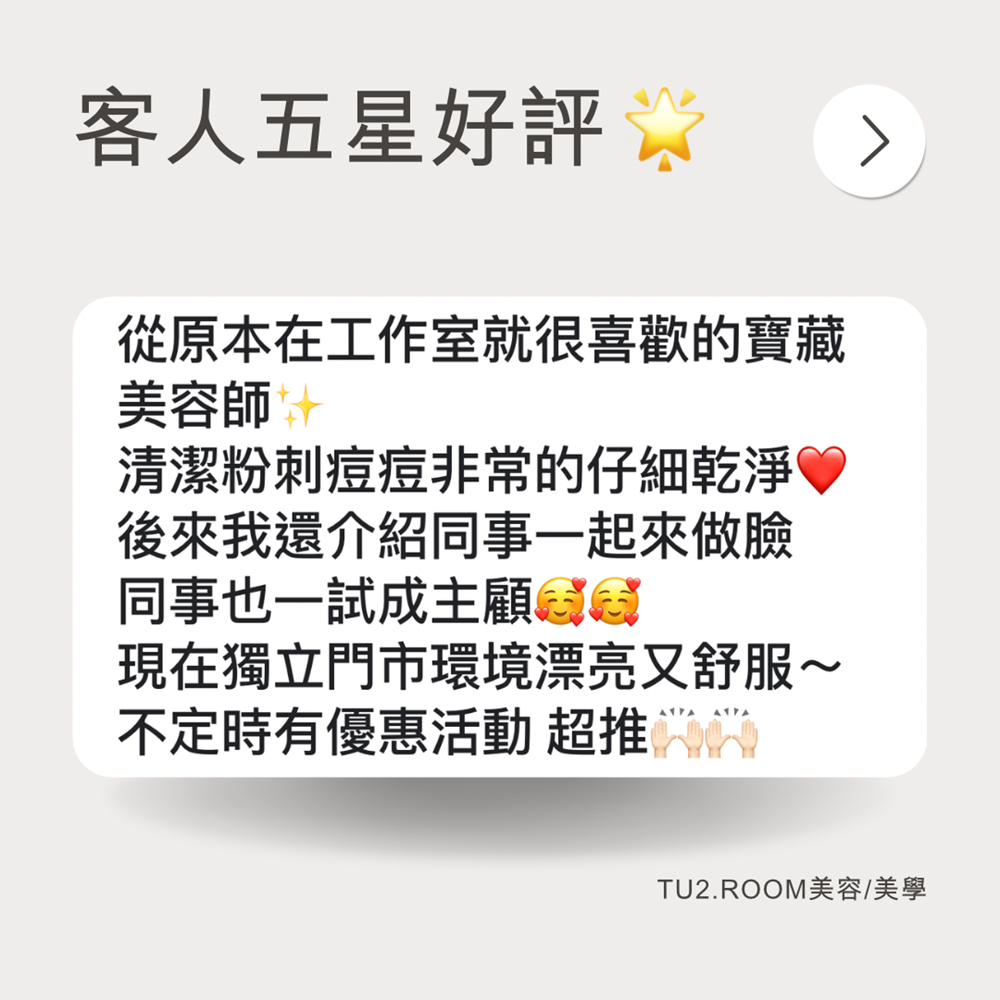 客人五星好評🌟
從原本在工作室就很喜歡的寶藏
美容師✨
清潔粉刺痘痘非常的仔細乾淨❤️
後來我還介紹同事一起來做臉
同事也一試成主顧🥰🥰
現在獨立門市環境漂亮又舒服～
不定時有優惠活動 超推🙌🏻🙌🏻
TU2.ROOM美容/美學